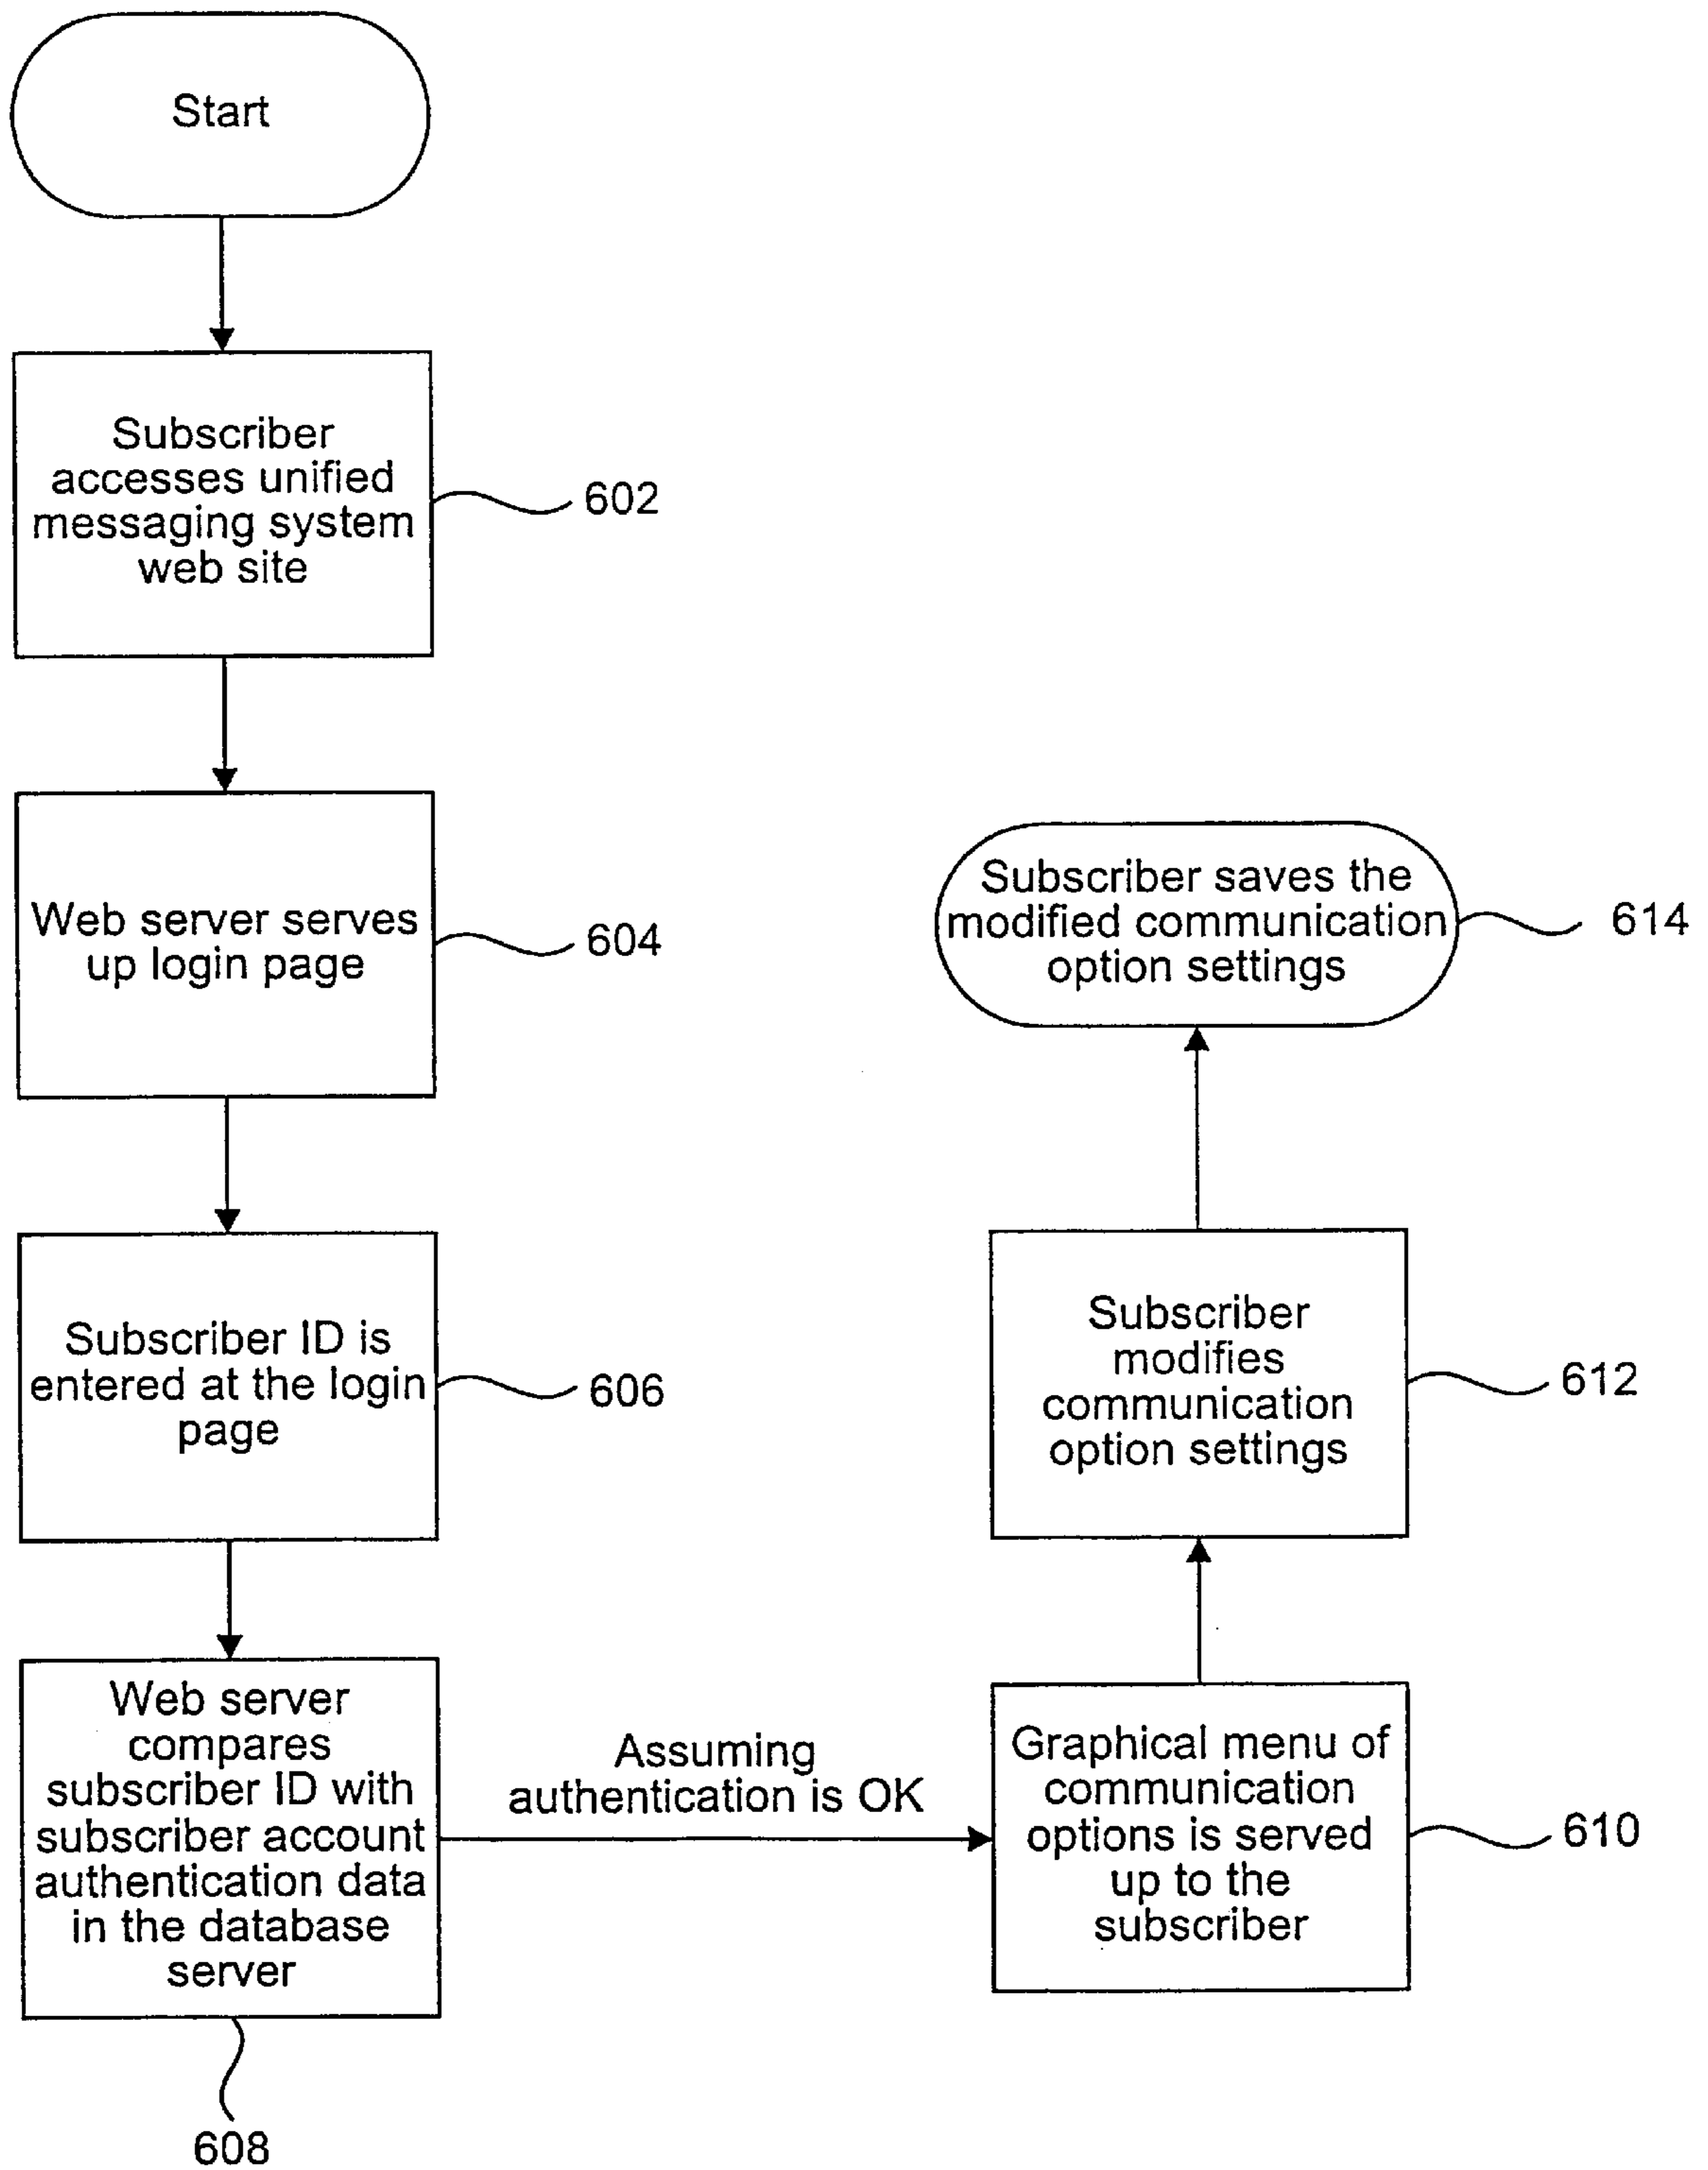 Start
Subscriber
accesses unified
messaging system
web site
602
Web server serves
up login page
604
Subscriber ID is
entered at the login
page
606
Web server
compares
subscriber ID with
subscriber account
authentication data
in the database
server
608
Assuming
authentication is OK
Graphical menu of
communication
options is served
up to the
subscriber
610
Subscriber
modifies
communication
option settings
612
Subscriber saves the
modified communication
option settings
614